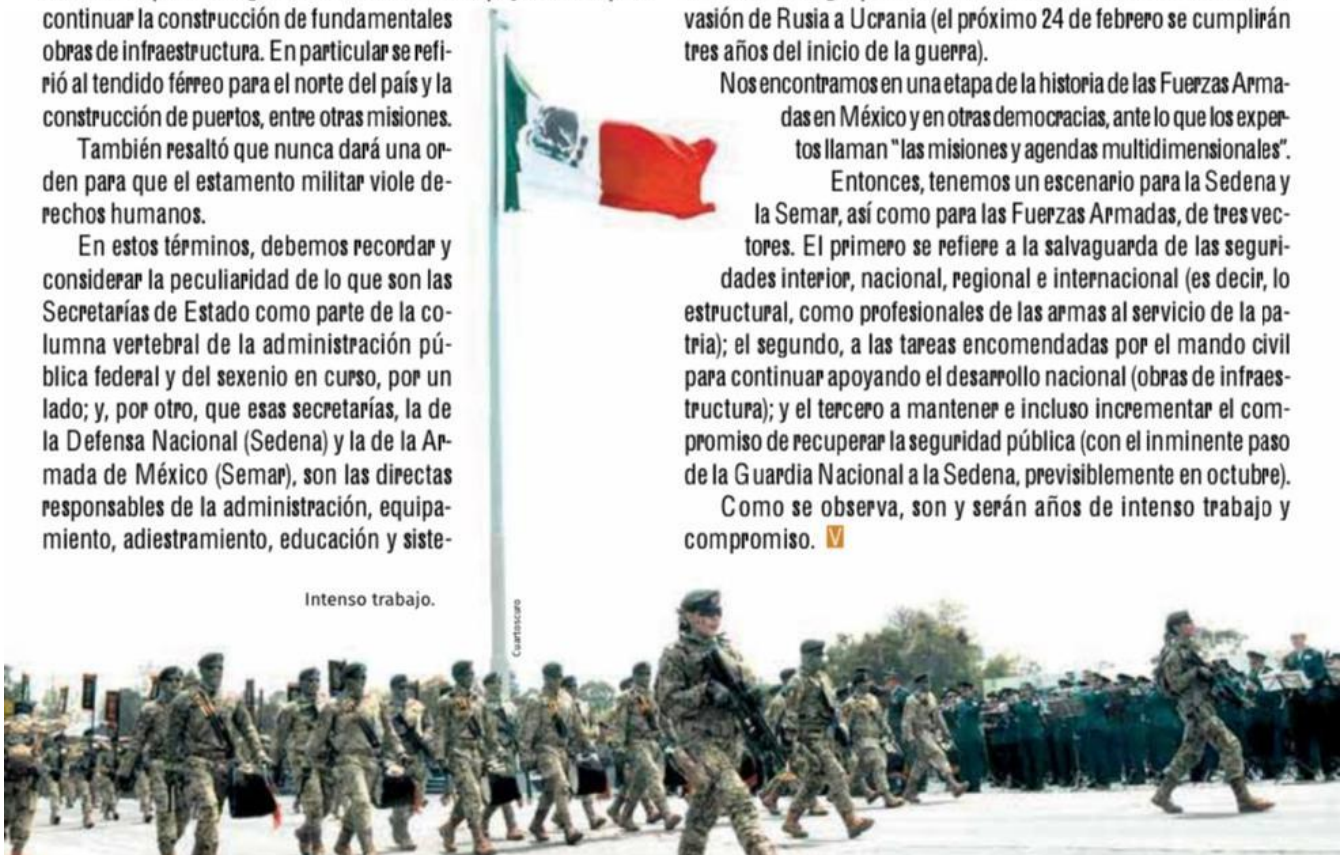 continuar la construcción de fundamentales
obras de infraestructura. En particular se refi-
rió al tendido férreo para el norte del país y la
construcción de puertos, entre otras misiones.
También resaltó que nunca dará una or-
den para que el estamento militar viole de-
rechos humanos.
En estos términos, debemos recordar y
considerar la peculiaridad de lo que son las
Secretarías de Estado como parte de la co-
lumna vertebral de la administración pú-
blica federal y del sexenio en curso, por un
lado; y, por otro, que esas secretarías, la de
la Defensa Nacional (Sedena) y la de la Ar-
mada de México (Semar), son las directas
responsables de la administración, equipa-
miento, adiestramiento, educación y siste-
vasión de Rusia a Ucrania (el próximo 24 de febrero se cumplirán
tres años del inicio de la guerra).
Nos encontramos en una etapa de la historia de las Fuerzas Arma-
das en México y en otras democracias, ante lo que los exper-
tos llaman "las misiones y agendas multidimensionales".
Entonces, tenemos un escenario para la Sedena y
la Semar, así como para las Fuerzas Armadas, de tres vec-
tores. El primero se refiere a la salvaguarda de las seguri-
dades interior, nacional, regional e internacional (es decir, lo
estructural, como profesionales de las armas al servicio de la pa-
tria); el segundo, a las tareas encomendadas por el mando civil
para continuar apoyando el desarrollo nacional (obras de infraes-
tructura); y el tercero a mantener e incluso incrementar el com-
promiso de recuperar la seguridad pública (con el inminente paso
de la Guardia Nacional a la Sedena, previsiblemente en octubre).
Como se observa, son y serán años de intenso trabajo y
compromiso. V
Intenso trabajo.
Cuartoscuro